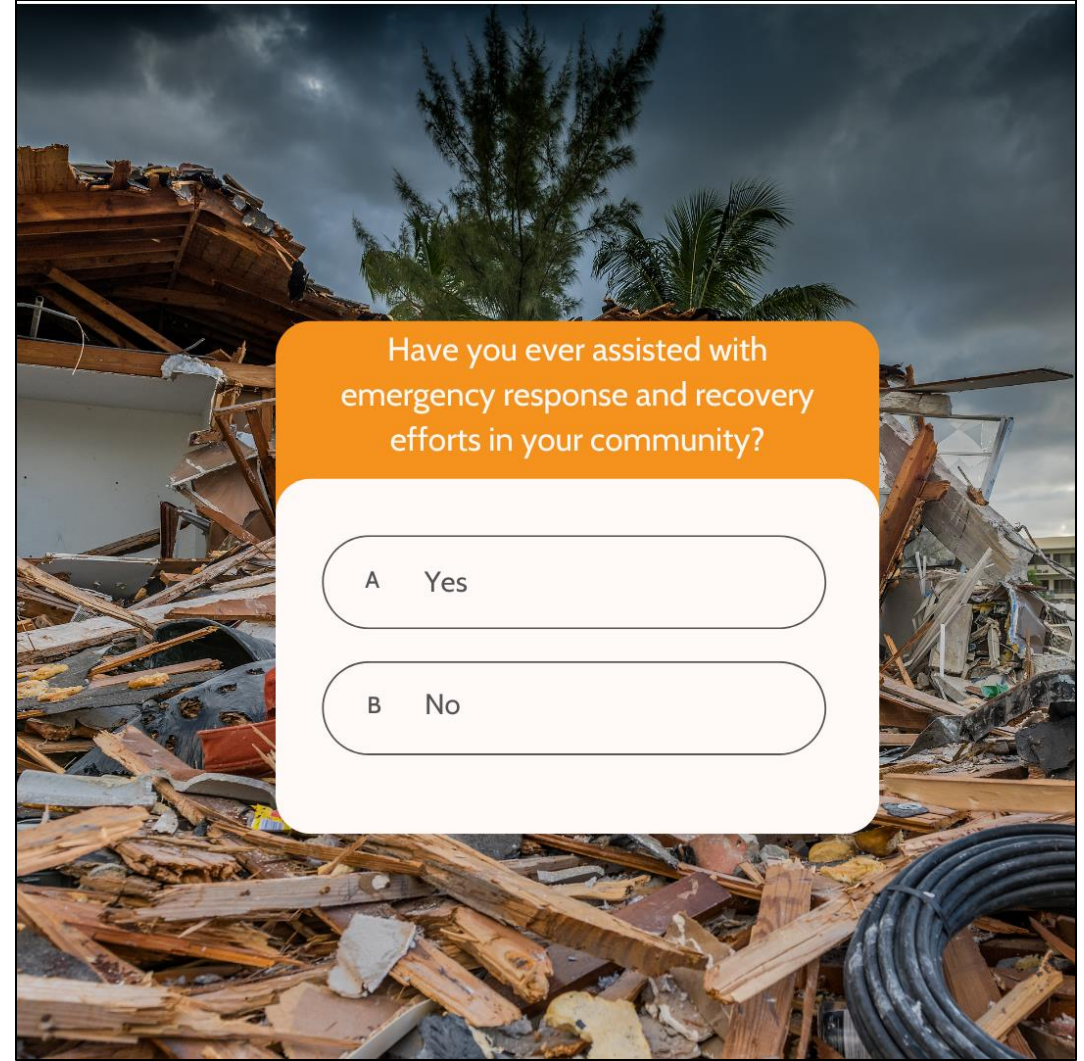 Have you ever assisted with
emergency response and recovery
efforts in your community?
A Yes
B No